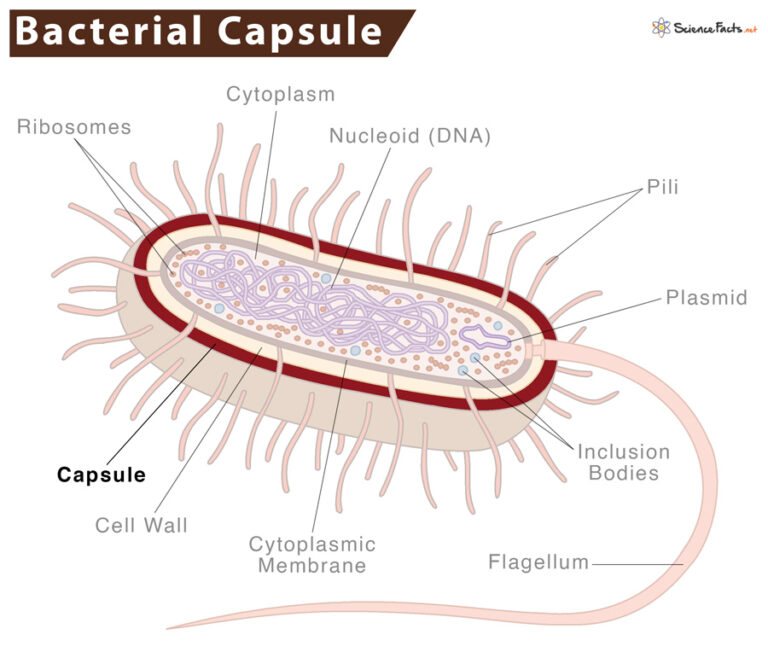 Bacterial Capsule
ScienceFacts.net
Cytoplasm
Ribosomes
Nucleoid (DNA)
Pili
Plasmid
Inclusion
Bodies
Capsule
Cell Wall
Cytoplasmic
Membrane
Flagellum